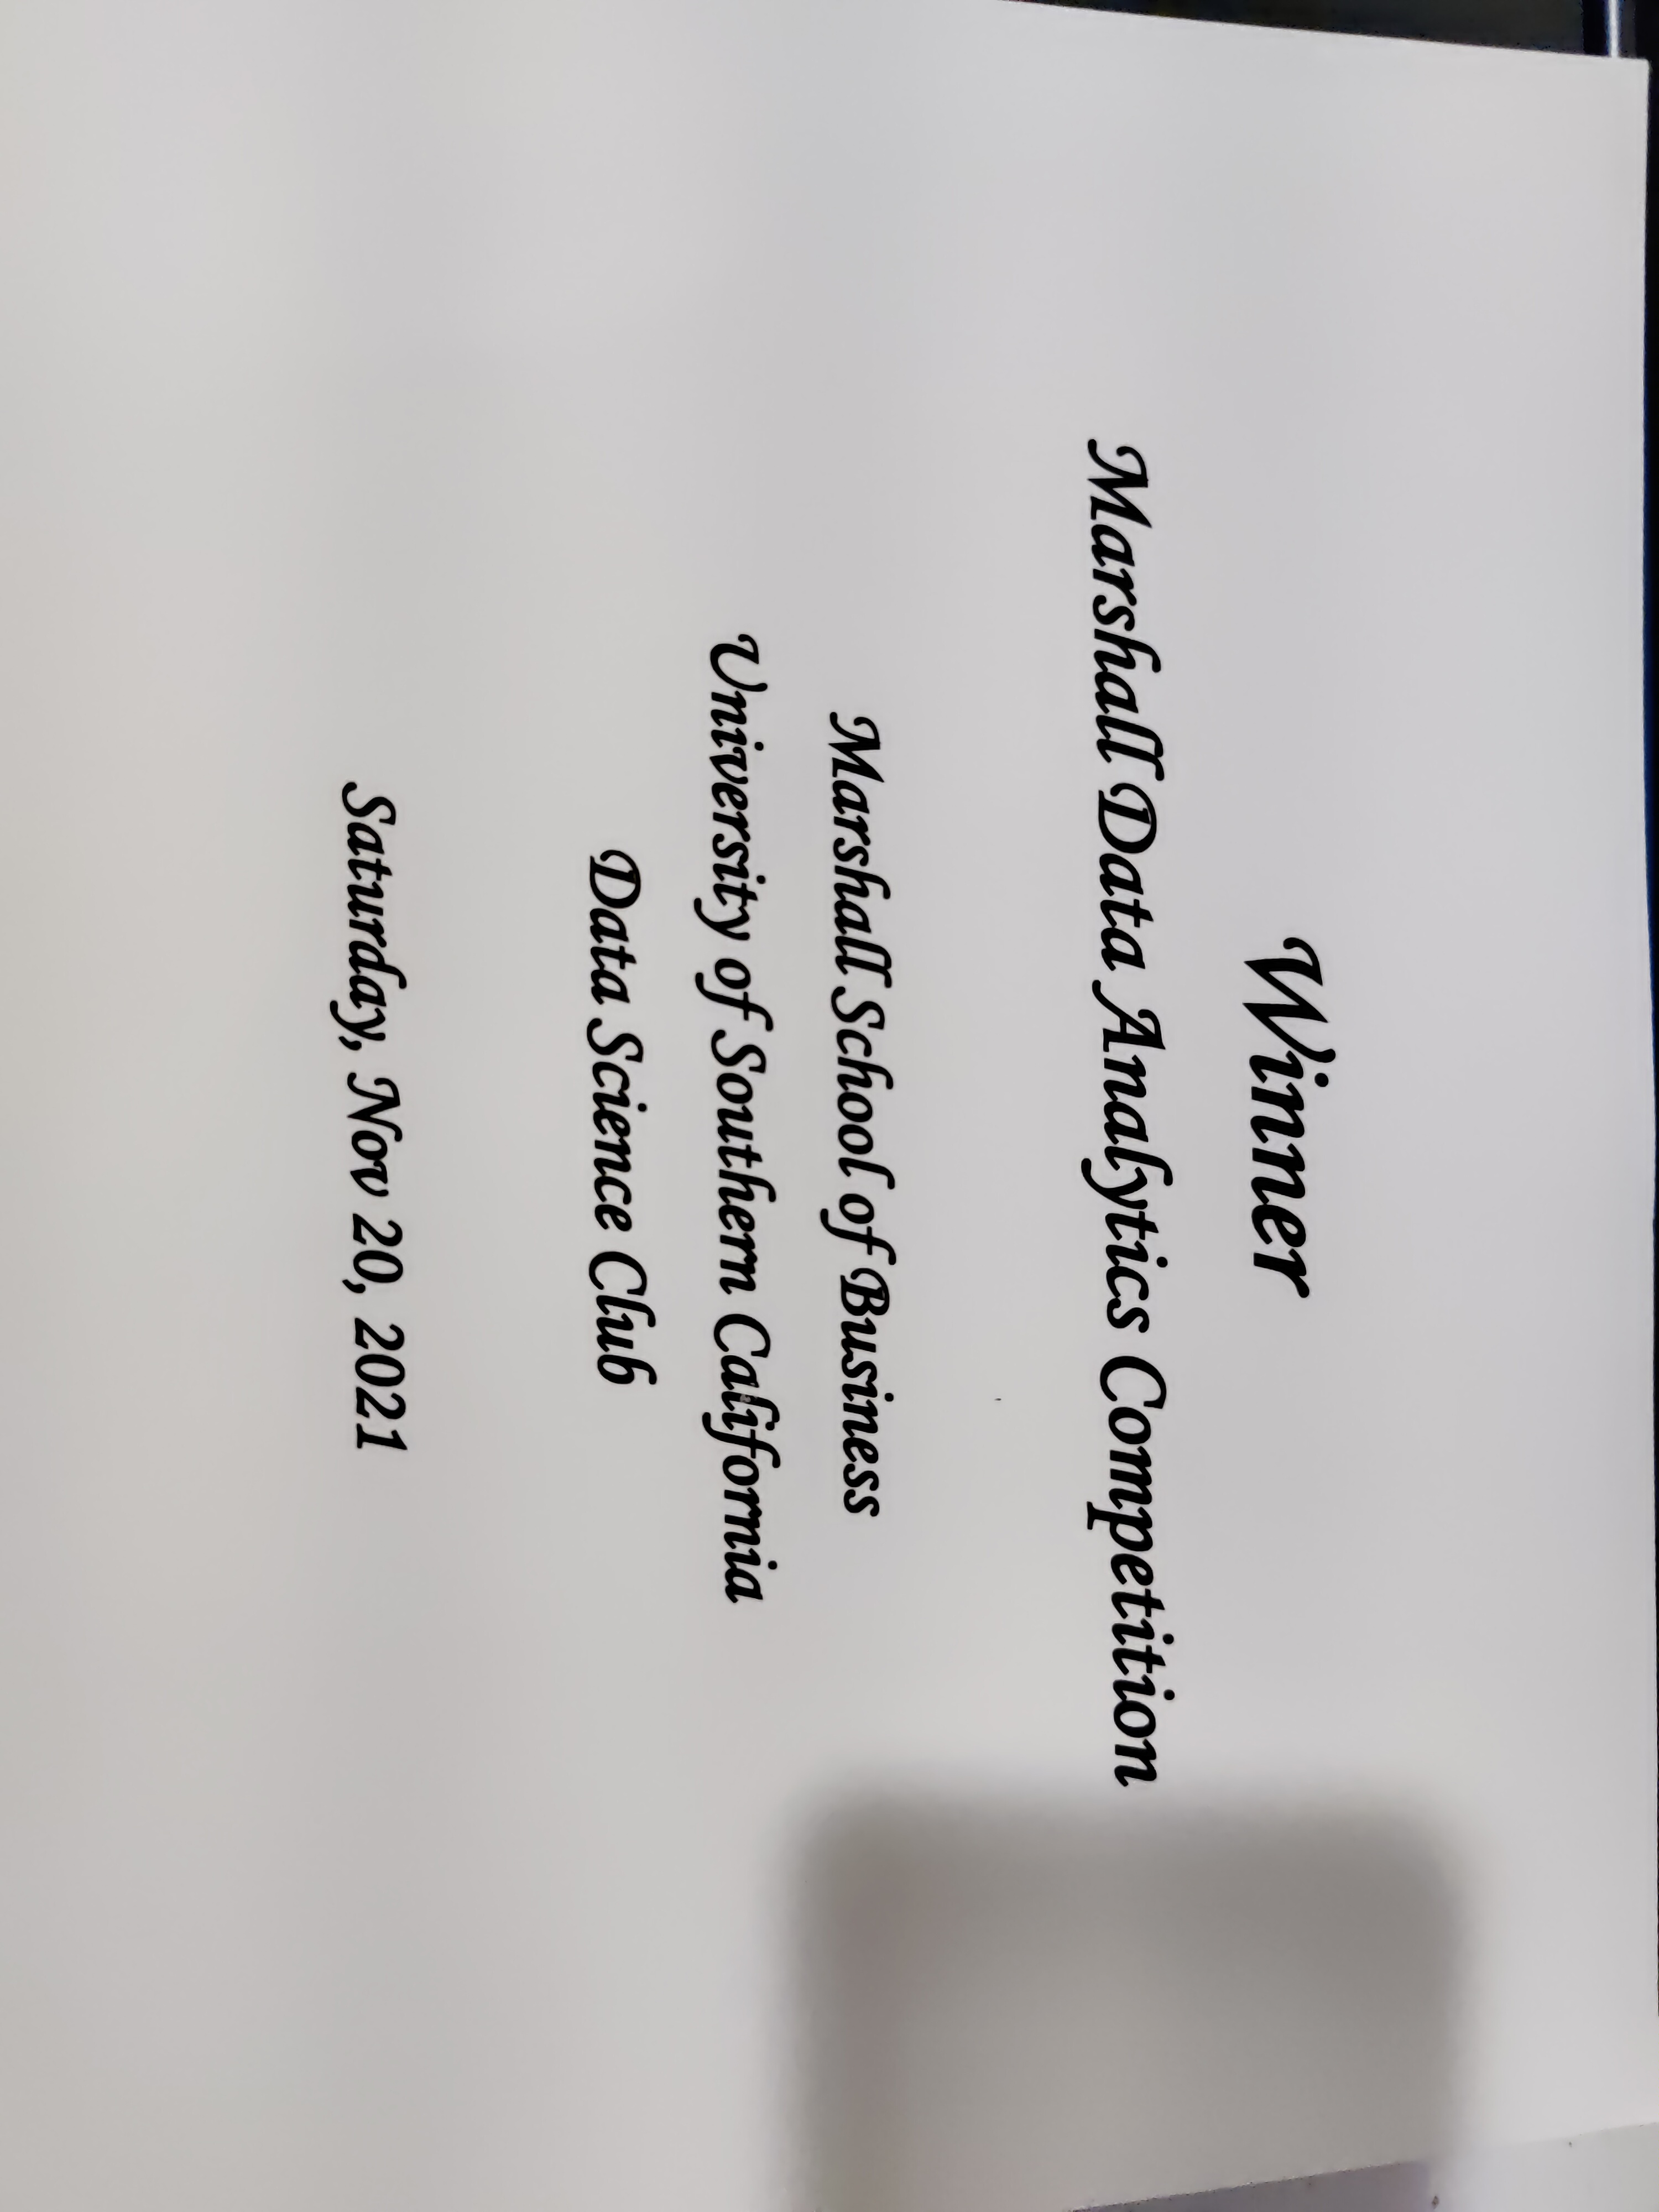 Winner
Marshall Data Analytics Competition
Marshall School of Business
University of Southern California
Data Science Club
Saturday, Nov 20, 2021